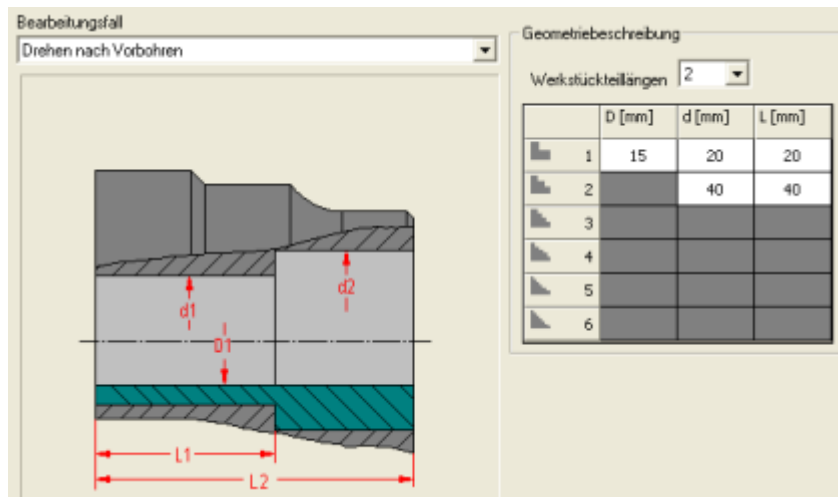 Bearbeitungsfall
Drehen nach Vorbohren
Geometriebeschreibung
Werkstückteillängen 2
D [mm] d [mm] L [mm]
1 15 20 20
2 40 40
3
4
5
6
d1
d2
D1
L1
L2